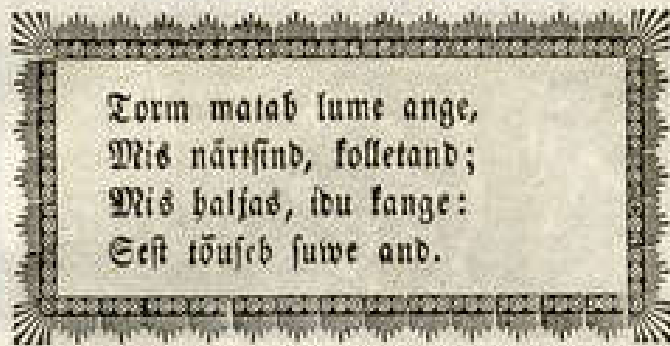 Torm matab lume ange,
Mis närtsind, kolletand;
Mis haljas, idu kange:
Sest tõuseb suwe and.